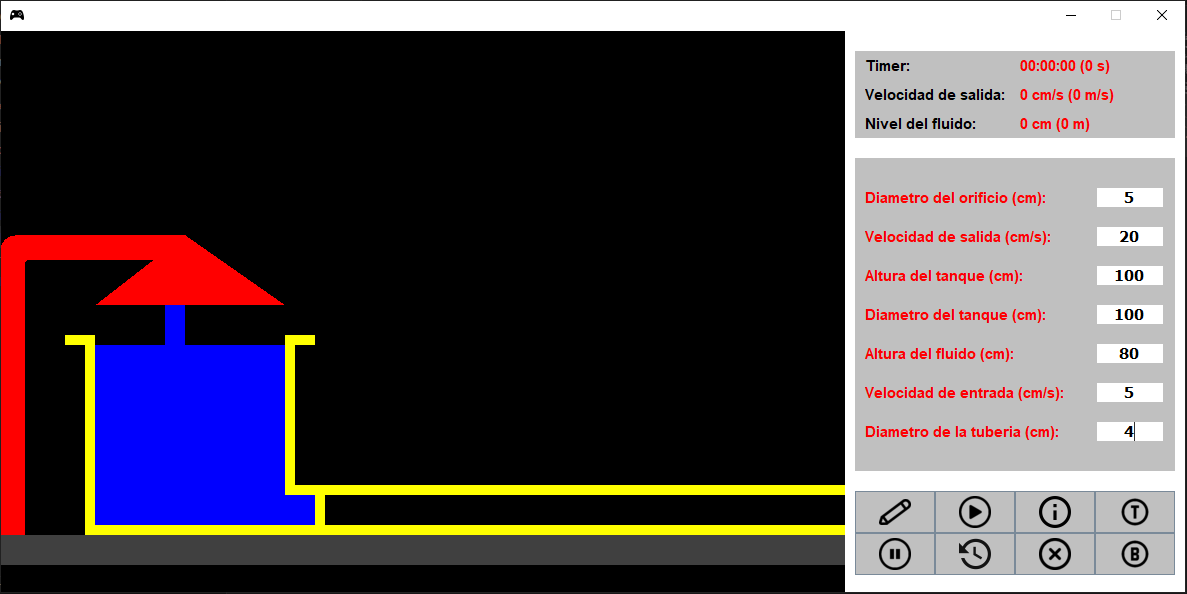 Timer: 00:00:00 (0 s)
Velocidad de salida: 0 cm/s (0 m/s)
Nivel del fluido: 0 cm (0 m)
Diametro del orificio (cm): 5
Velocidad de salida (cm/s): 20
Altura del tanque (cm): 100
Diametro del tanque (cm): 100
Altura del fluido (cm): 80
Velocidad de entrada (cm/s): 5
Diametro de la tuberia (cm): 4
T
B